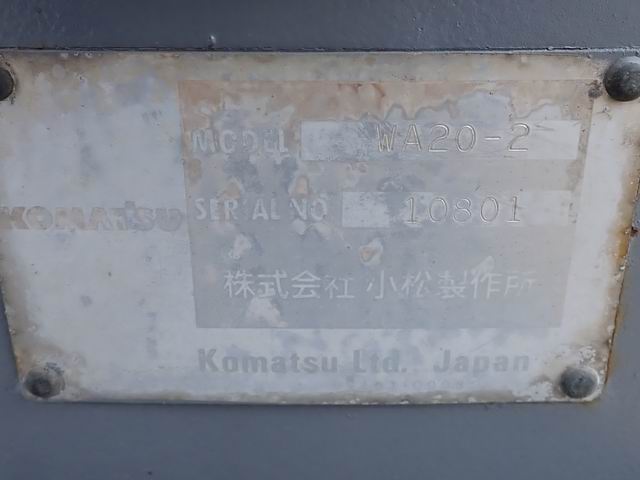 MODEL WA20-2
KOMATSU SERIAL NO 10801
株式会社 小松製作所
Komatsu Ltd. Japan